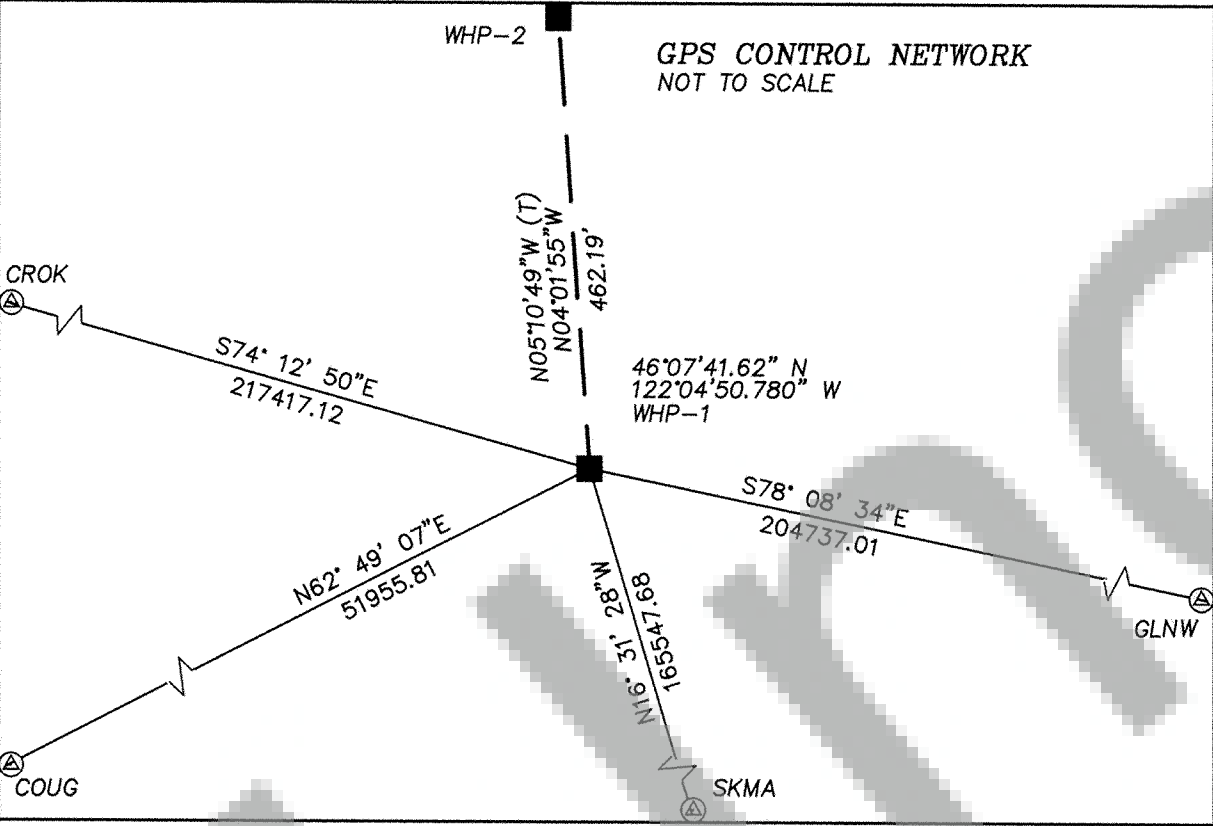 WHP-2
GPS CONTROL NETWORK
NOT TO SCALE
N05°10'49"W (T)
N04°01'55"W
462.19'
CROK
S74° 12' 50"E
217417.12
46°07'41.62" N
122°04'50.780" W
WHP-1
S78° 08' 34"E
204737.01
N62° 49' 07"E
51955.81
N16° 31' 28"W
165547.68
GLNW
COUG
SKMA